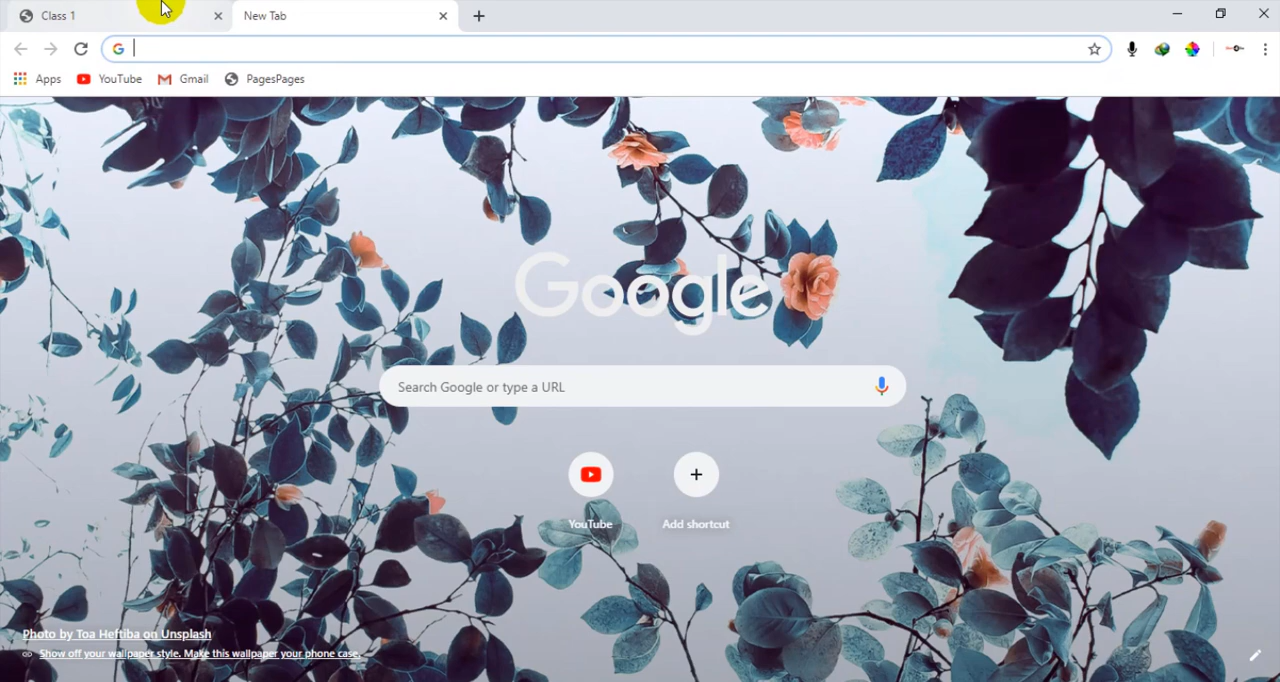 Class 1
New Tab
Apps
YouTube
Gmail
PagesPages
Google
Search Google or type a URL
YouTube
Add shortcut
Photo by Toa Heftiba on Unsplash
Show off your wallpaper style. Make this wallpaper your phone case.